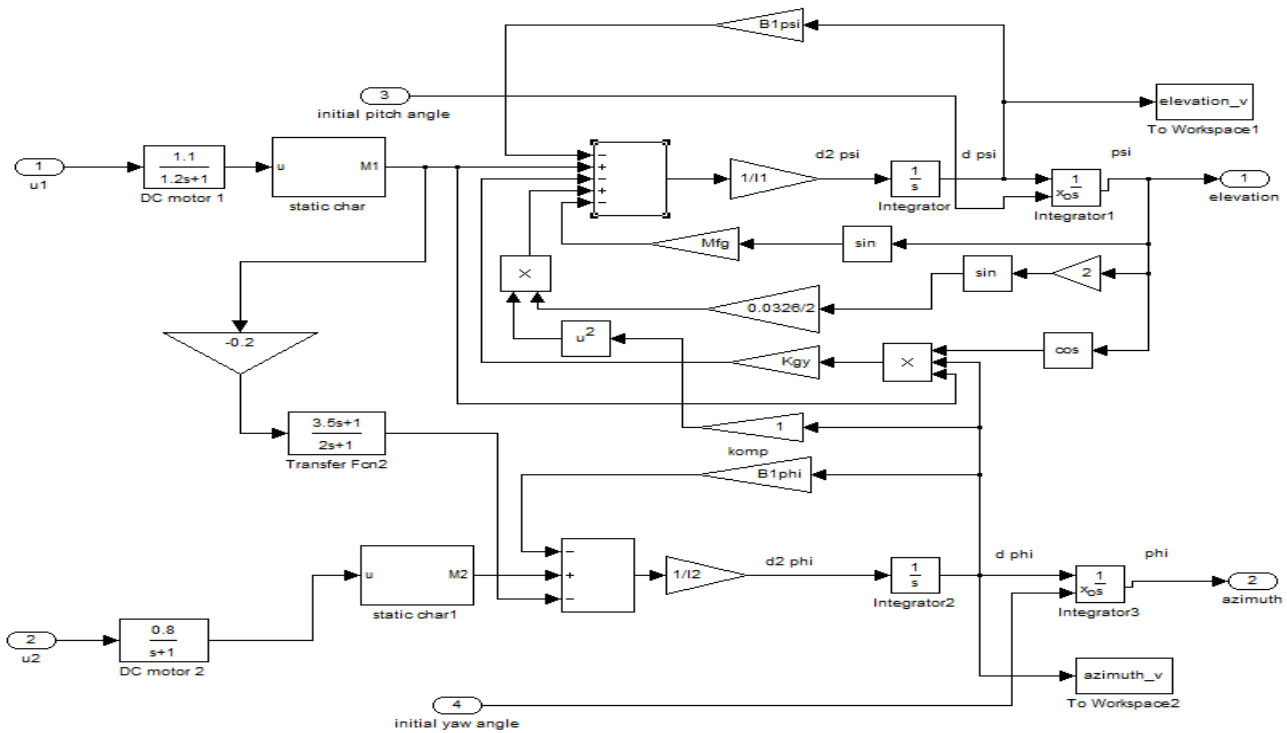 B1psi
3
initial pitch angle
elevation_v
To Workspace1
1
u1
1.1
1.2s+1
DC motor 1
u
M1
static char
−
+
−
+
−
1/I1
d2 psi
1
s
Integrator
d psi
1
xo s
Integrator1
psi
1
elevation
Mfg
sin
×
0.0326/2
sin
2
u2
Kgy
×
cos
-0.2
1
komp
3.5s+1
2s+1
Transfer Fcn2
B1phi
−
+
−
1/I2
d2 phi
1
s
Integrator2
d phi
1
xo s
Integrator3
phi
2
azimuth
u
M2
static char1
2
u2
0.8
s+1
DC motor 2
azimuth_v
To Workspace2
4
initial yaw angle